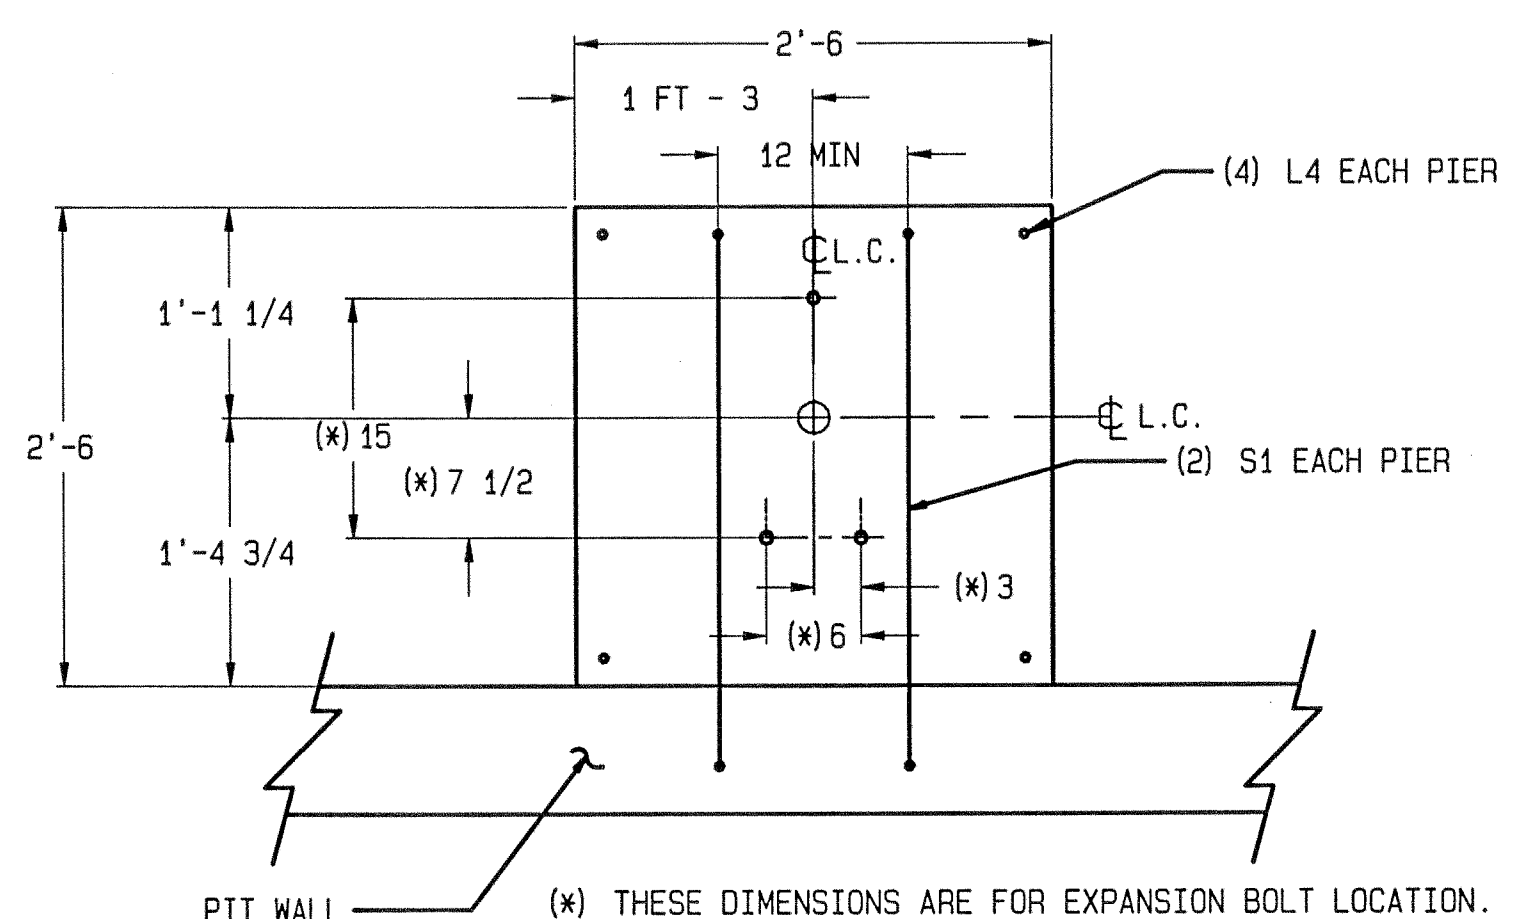 2'-6
1 FT - 3
12 MIN
(4) L4 EACH PIER
℄ L.C.
1'-1 1/4
(*) 15
℄ L.C.
2'-6
(*) 7 1/2
(2) S1 EACH PIER
1'-4 3/4
(*) 3
(*) 6
PIT WALL
(*) THESE DIMENSIONS ARE FOR EXPANSION BOLT LOCATION.